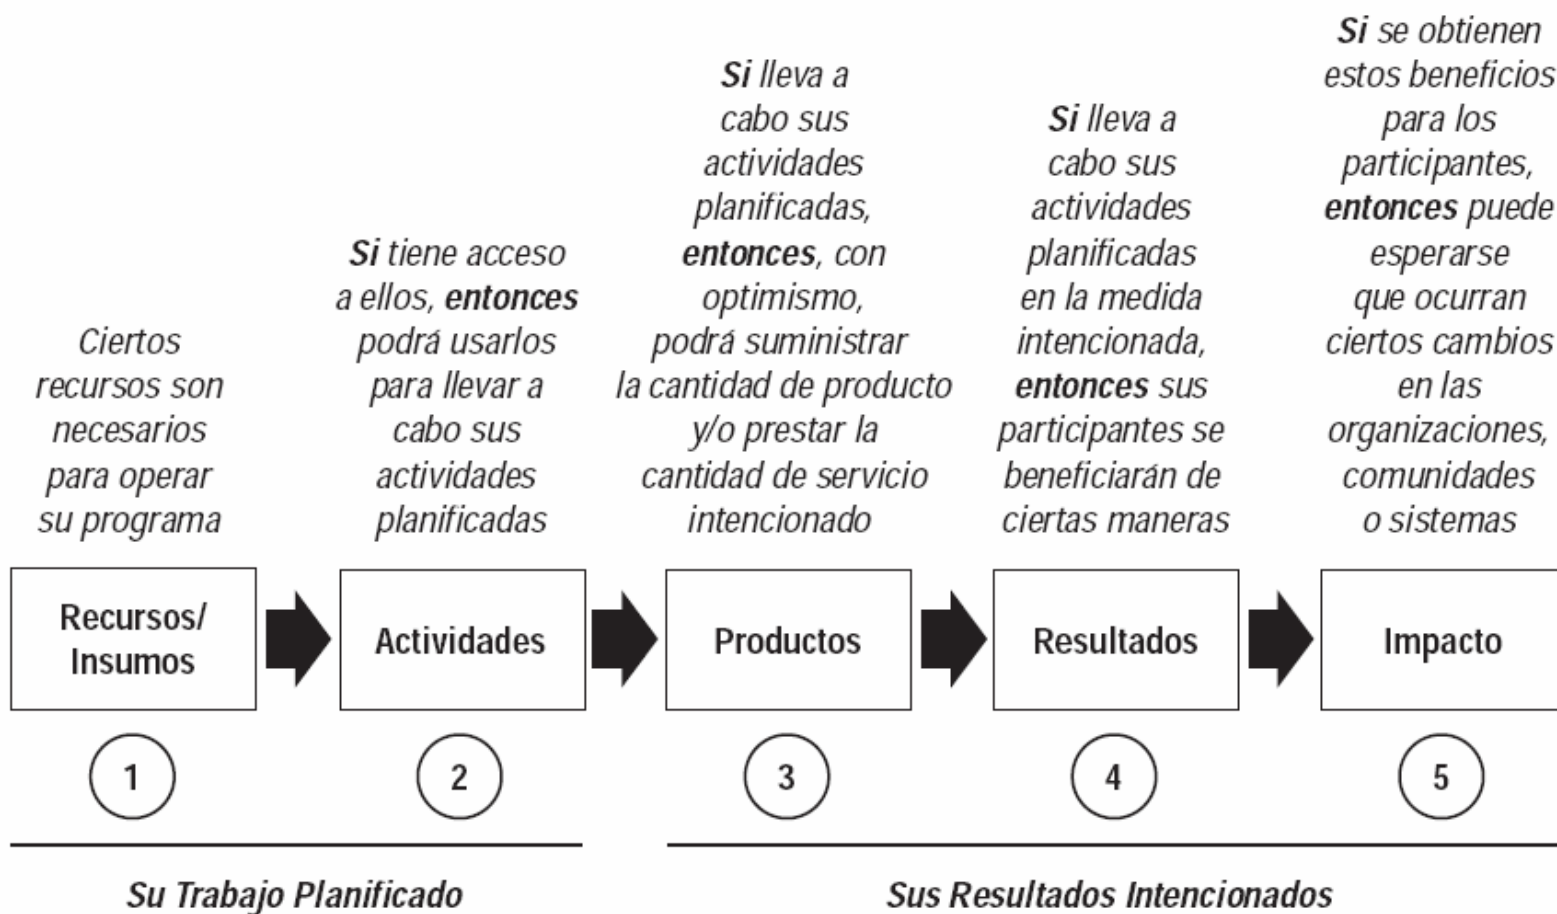 Ciertos
recursos son
necesarios
para operar
su programa
Si tiene acceso
a ellos, entonces
podrá usarlos
para llevar a
cabo sus
actividades
planificadas
Si lleva a
cabo sus
actividades
planificadas,
entonces, con
optimismo,
podrá suministrar
la cantidad de producto
y/o prestar la
cantidad de servicio
intencionado
Si lleva a
cabo sus
actividades
planificadas
en la medida
intencionada,
entonces sus
participantes se
beneficiarán de
ciertas maneras
Si se obtienen
estos beneficios
para los
participantes,
entonces puede
esperarse
que ocurran
ciertos cambios
en las
organizaciones,
comunidades
o sistemas
Recursos/
Insumos
Actividades
Productos
Resultados
Impacto
1
2
3
4
5
Su Trabajo Planificado
Sus Resultados Intencionados